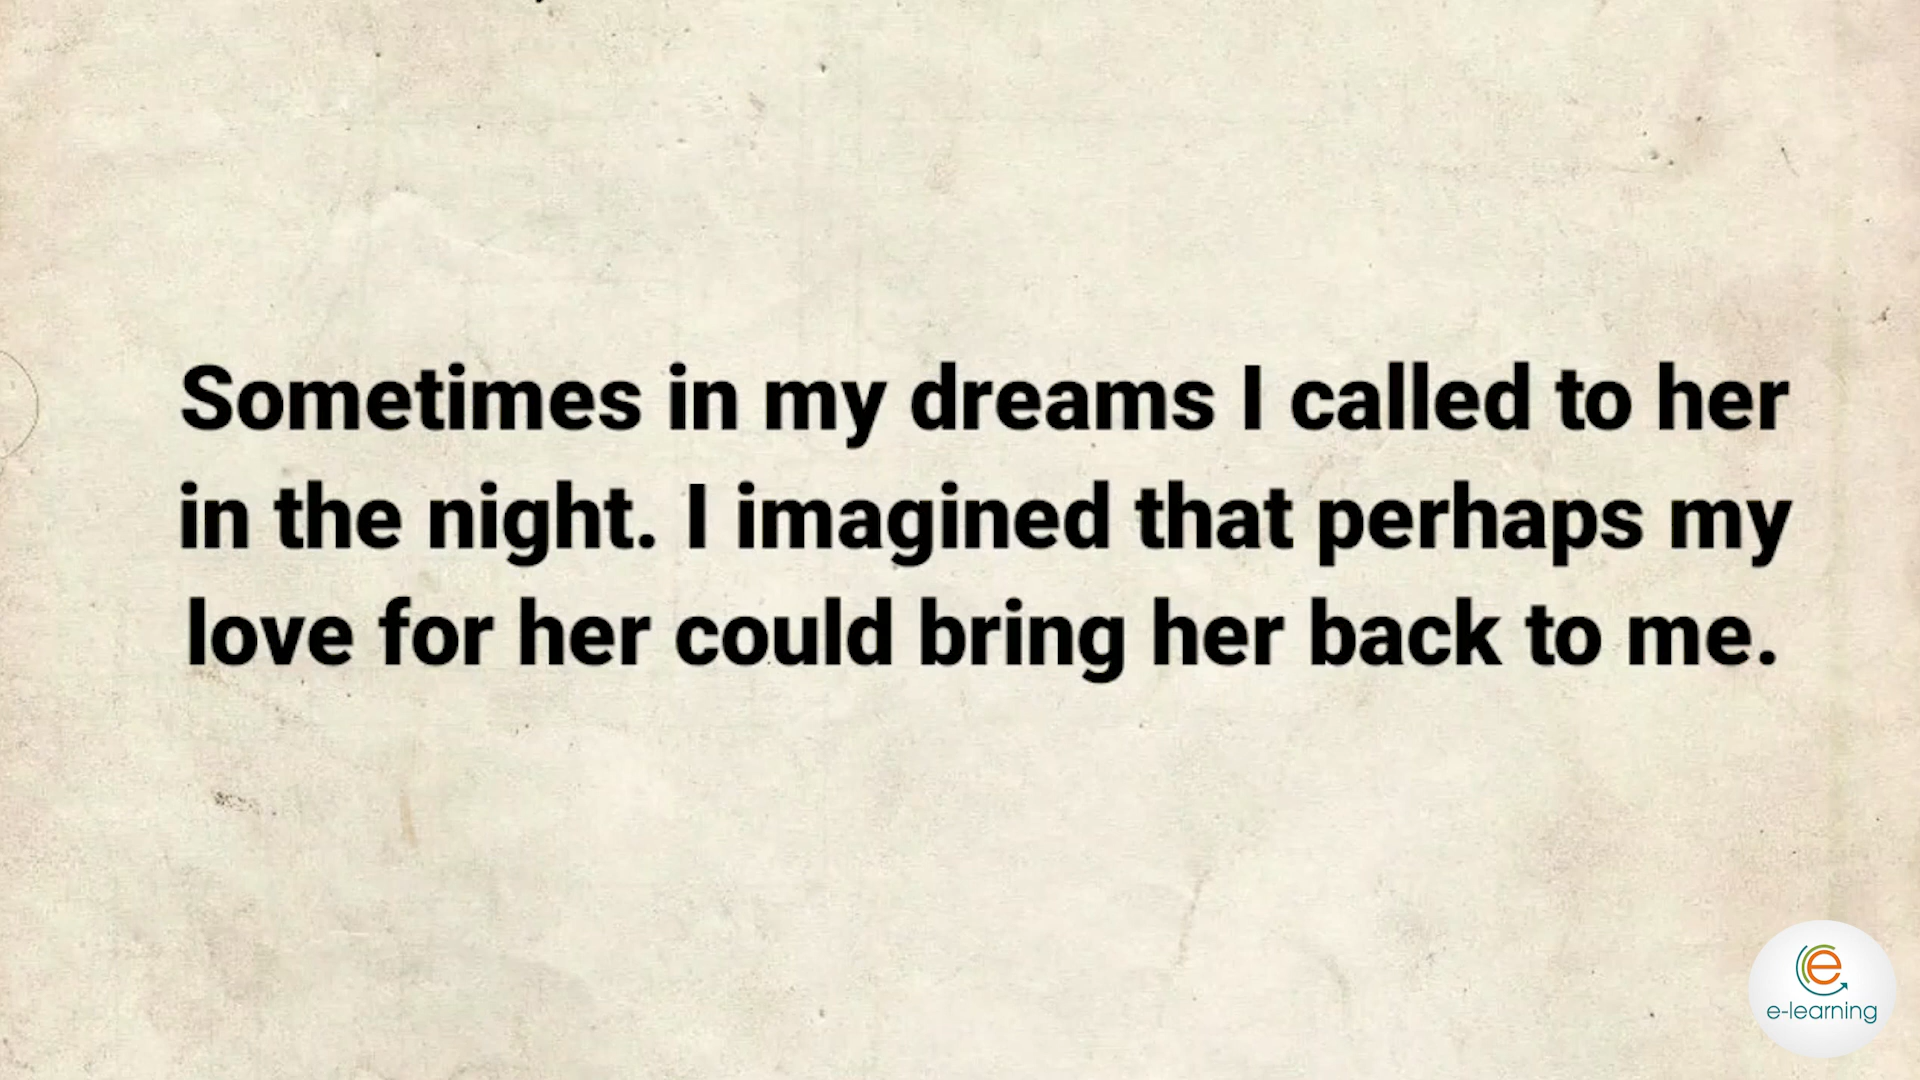 Sometimes in my dreams I called to her
in the night. I imagined that perhaps my
love for her could bring her back to me.
e
e-learning